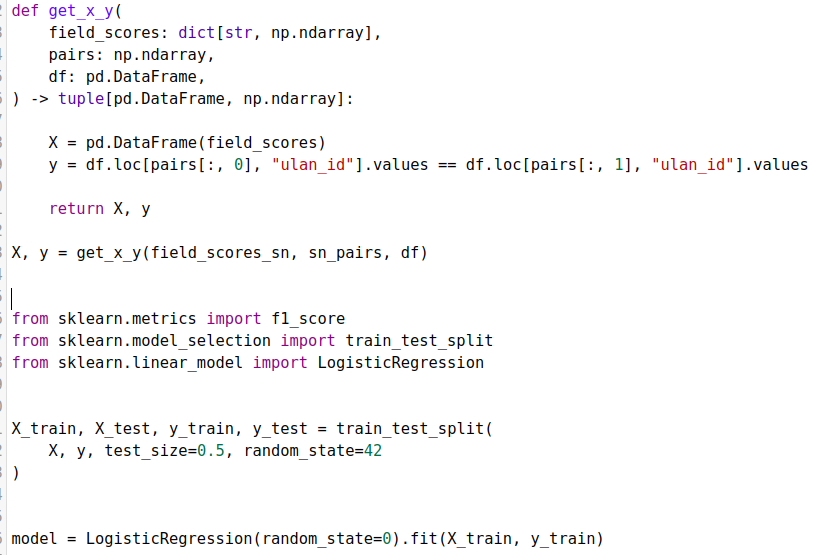 def get_x_y(
    field_scores: dict[str, np.ndarray],
    pairs: np.ndarray,
    df: pd.DataFrame,
) -> tuple[pd.DataFrame, np.ndarray]:
    X = pd.DataFrame(field_scores)
    y = df.loc[pairs[:, 0], "ulan_id"].values == df.loc[pairs[:, 1], "ulan_id"].values
    return X, y
X, y = get_x_y(field_scores_sn, sn_pairs, df)
from sklearn.metrics import f1_score
from sklearn.model_selection import train_test_split
from sklearn.linear_model import LogisticRegression
X_train, X_test, y_train, y_test = train_test_split(
    X, y, test_size=0.5, random_state=42
)
model = LogisticRegression(random_state=0).fit(X_train, y_train)